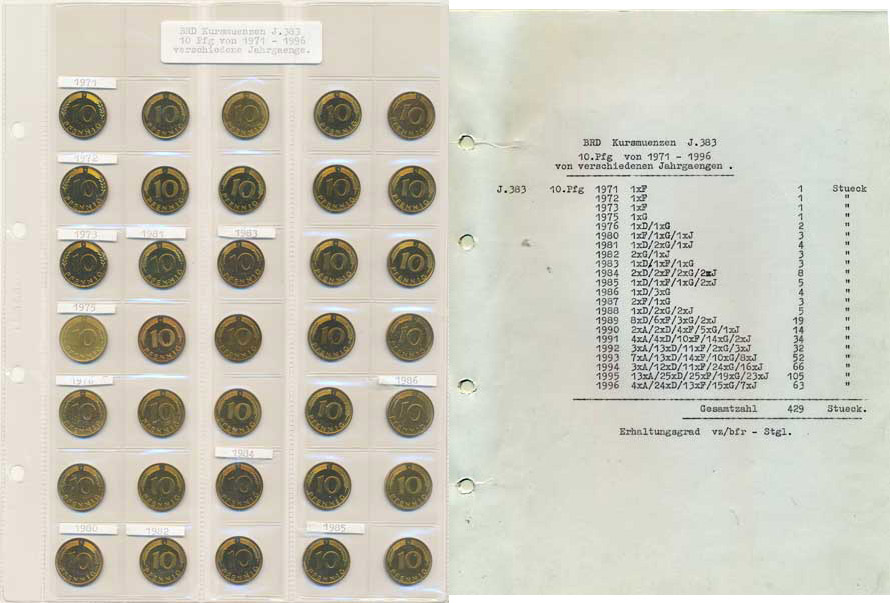 BRD Kursmuenzen J.383
10 Pfg von 1971 - 1996
verschiedene Jahrgaenge.
1971
1972
1973
1981
1983
1975
1976
1986
1984
1980
1982
1985
BRD Kursmuenzen J.383
10.Pfg von 1971 - 1996
von verschiedenen Jahrgaengen .
J.383 10.Pfg 1971 1xF 1 Stueck
1972 1xF 1 "
1973 1xF 1 "
1975 1xG 1 "
1976 1xD/1xG 2 "
1980 1xF/1xG/1xJ 3 "
1981 1xD/2xG/1xJ 4 "
1982 2xG/1xJ 3 "
1983 1xD/1xF/1xG 3 "
1984 2xD/2xF/2xG/2xJ 8 "
1985 1xD/1xF/1xG/2xJ 5 "
1986 1xD/3xG 4 "
1987 2xF/1xG 3 "
1988 1xD/2xG/2xJ 5 "
1989 8xD/6xF/3xG/2xJ 19 "
1990 2xA/2xD/4xF/5xG/1xJ 14 "
1991 4xA/4xD/10xF/14xG/2xJ 34 "
1992 3xA/13xD/11xF/2xG/3xJ 32 "
1993 7xA/13xD/14xF/10xG/8xJ 52 "
1994 3xA/12xD/11xF/24xG/16xJ 66 "
1995 13xA/25xD/25xF/19xG/23xJ 105 "
1996 4xA/24xD/13xF/15xG/7xJ 63 "
Gesamtzahl 429 Stueck.
Erhaltungsgrad vz/bfr - Stgl.